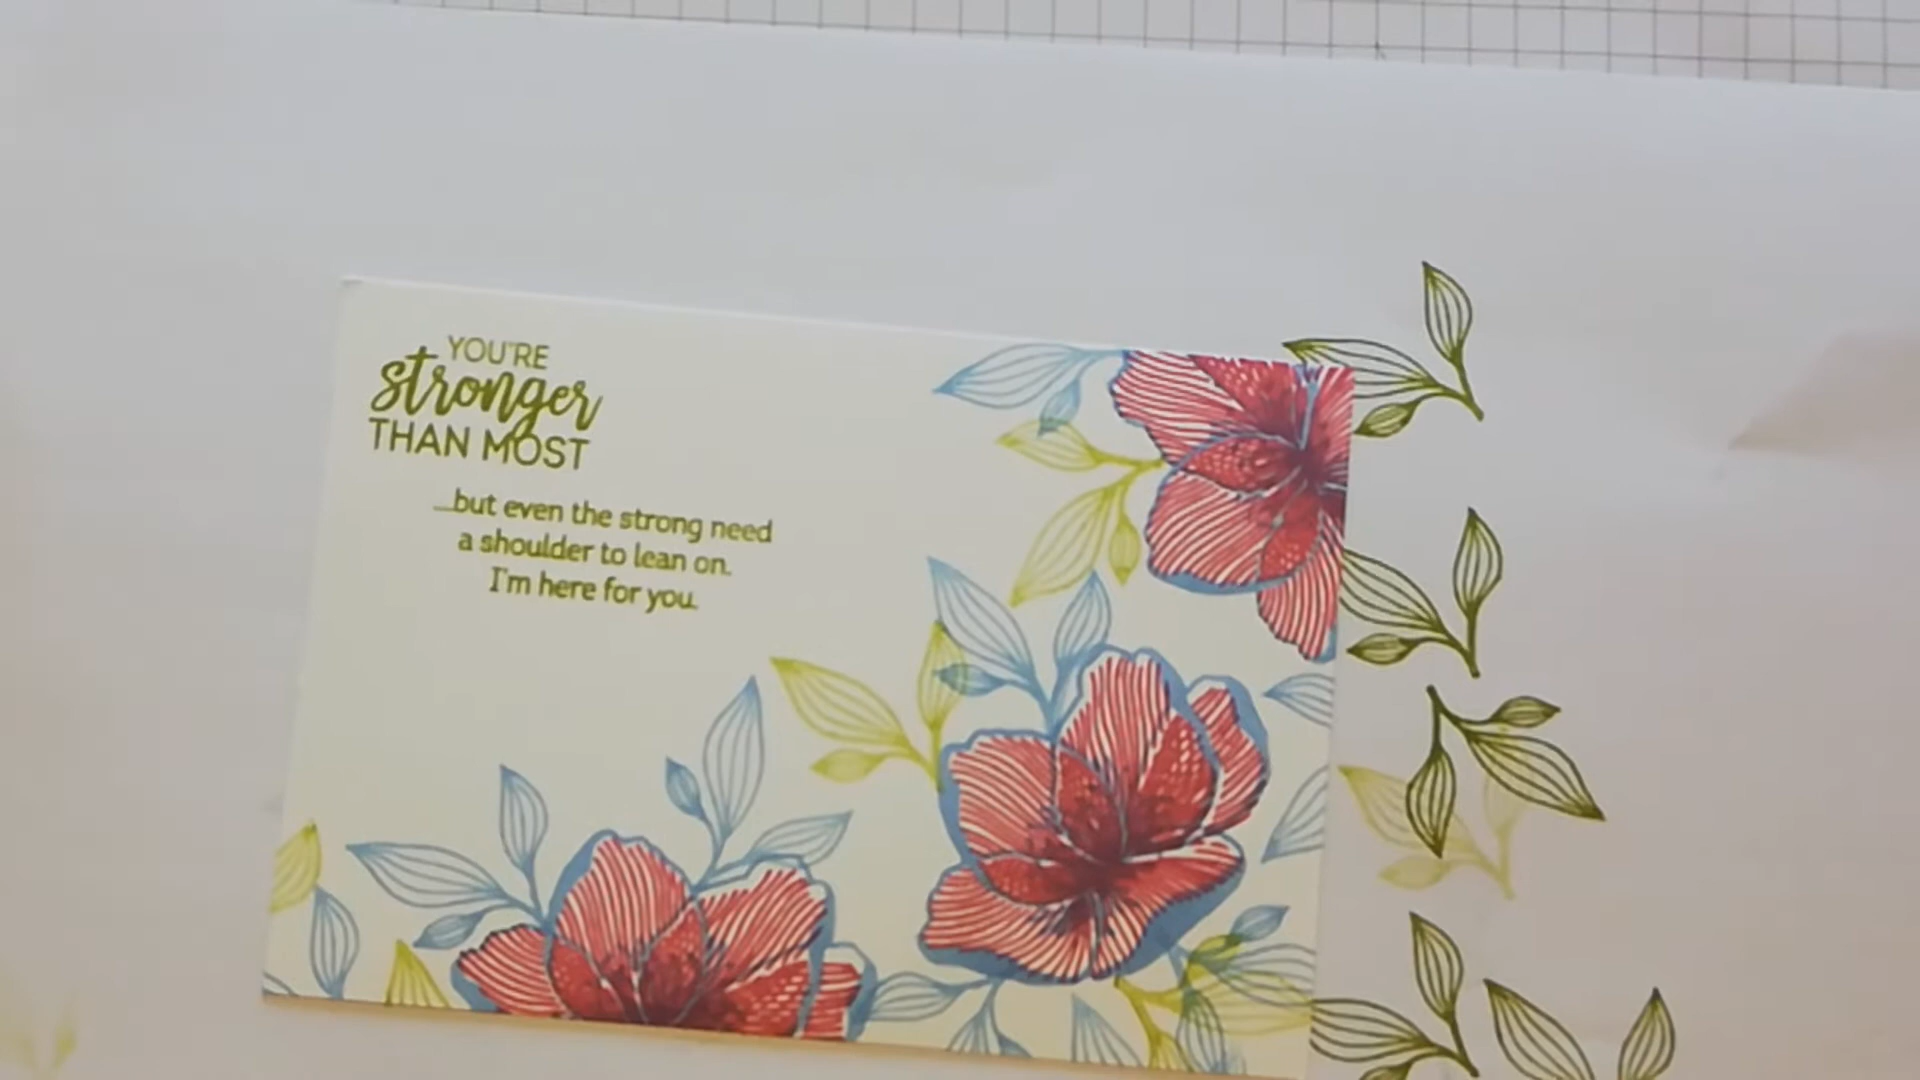 YOU'RE
stronger
THAN MOST
...but even the strong need
a shoulder to lean on.
I'm here for you.